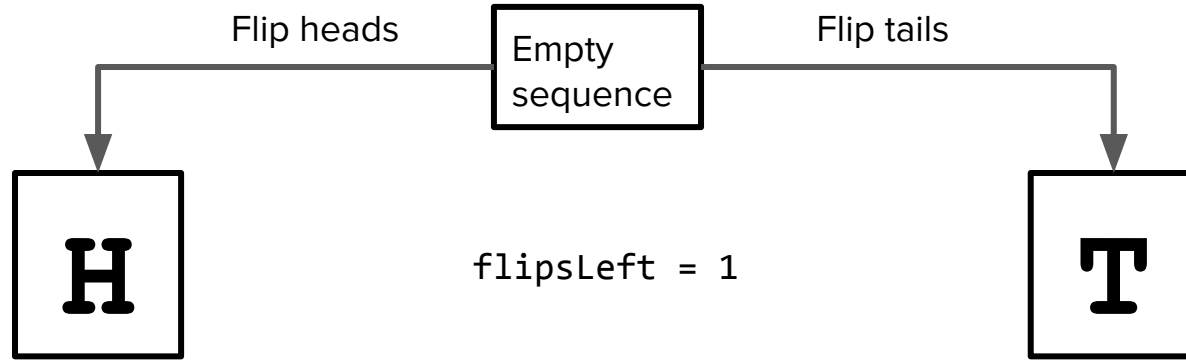 Flip heads
Empty
sequence
Flip tails
H
flipsLeft = 1
T